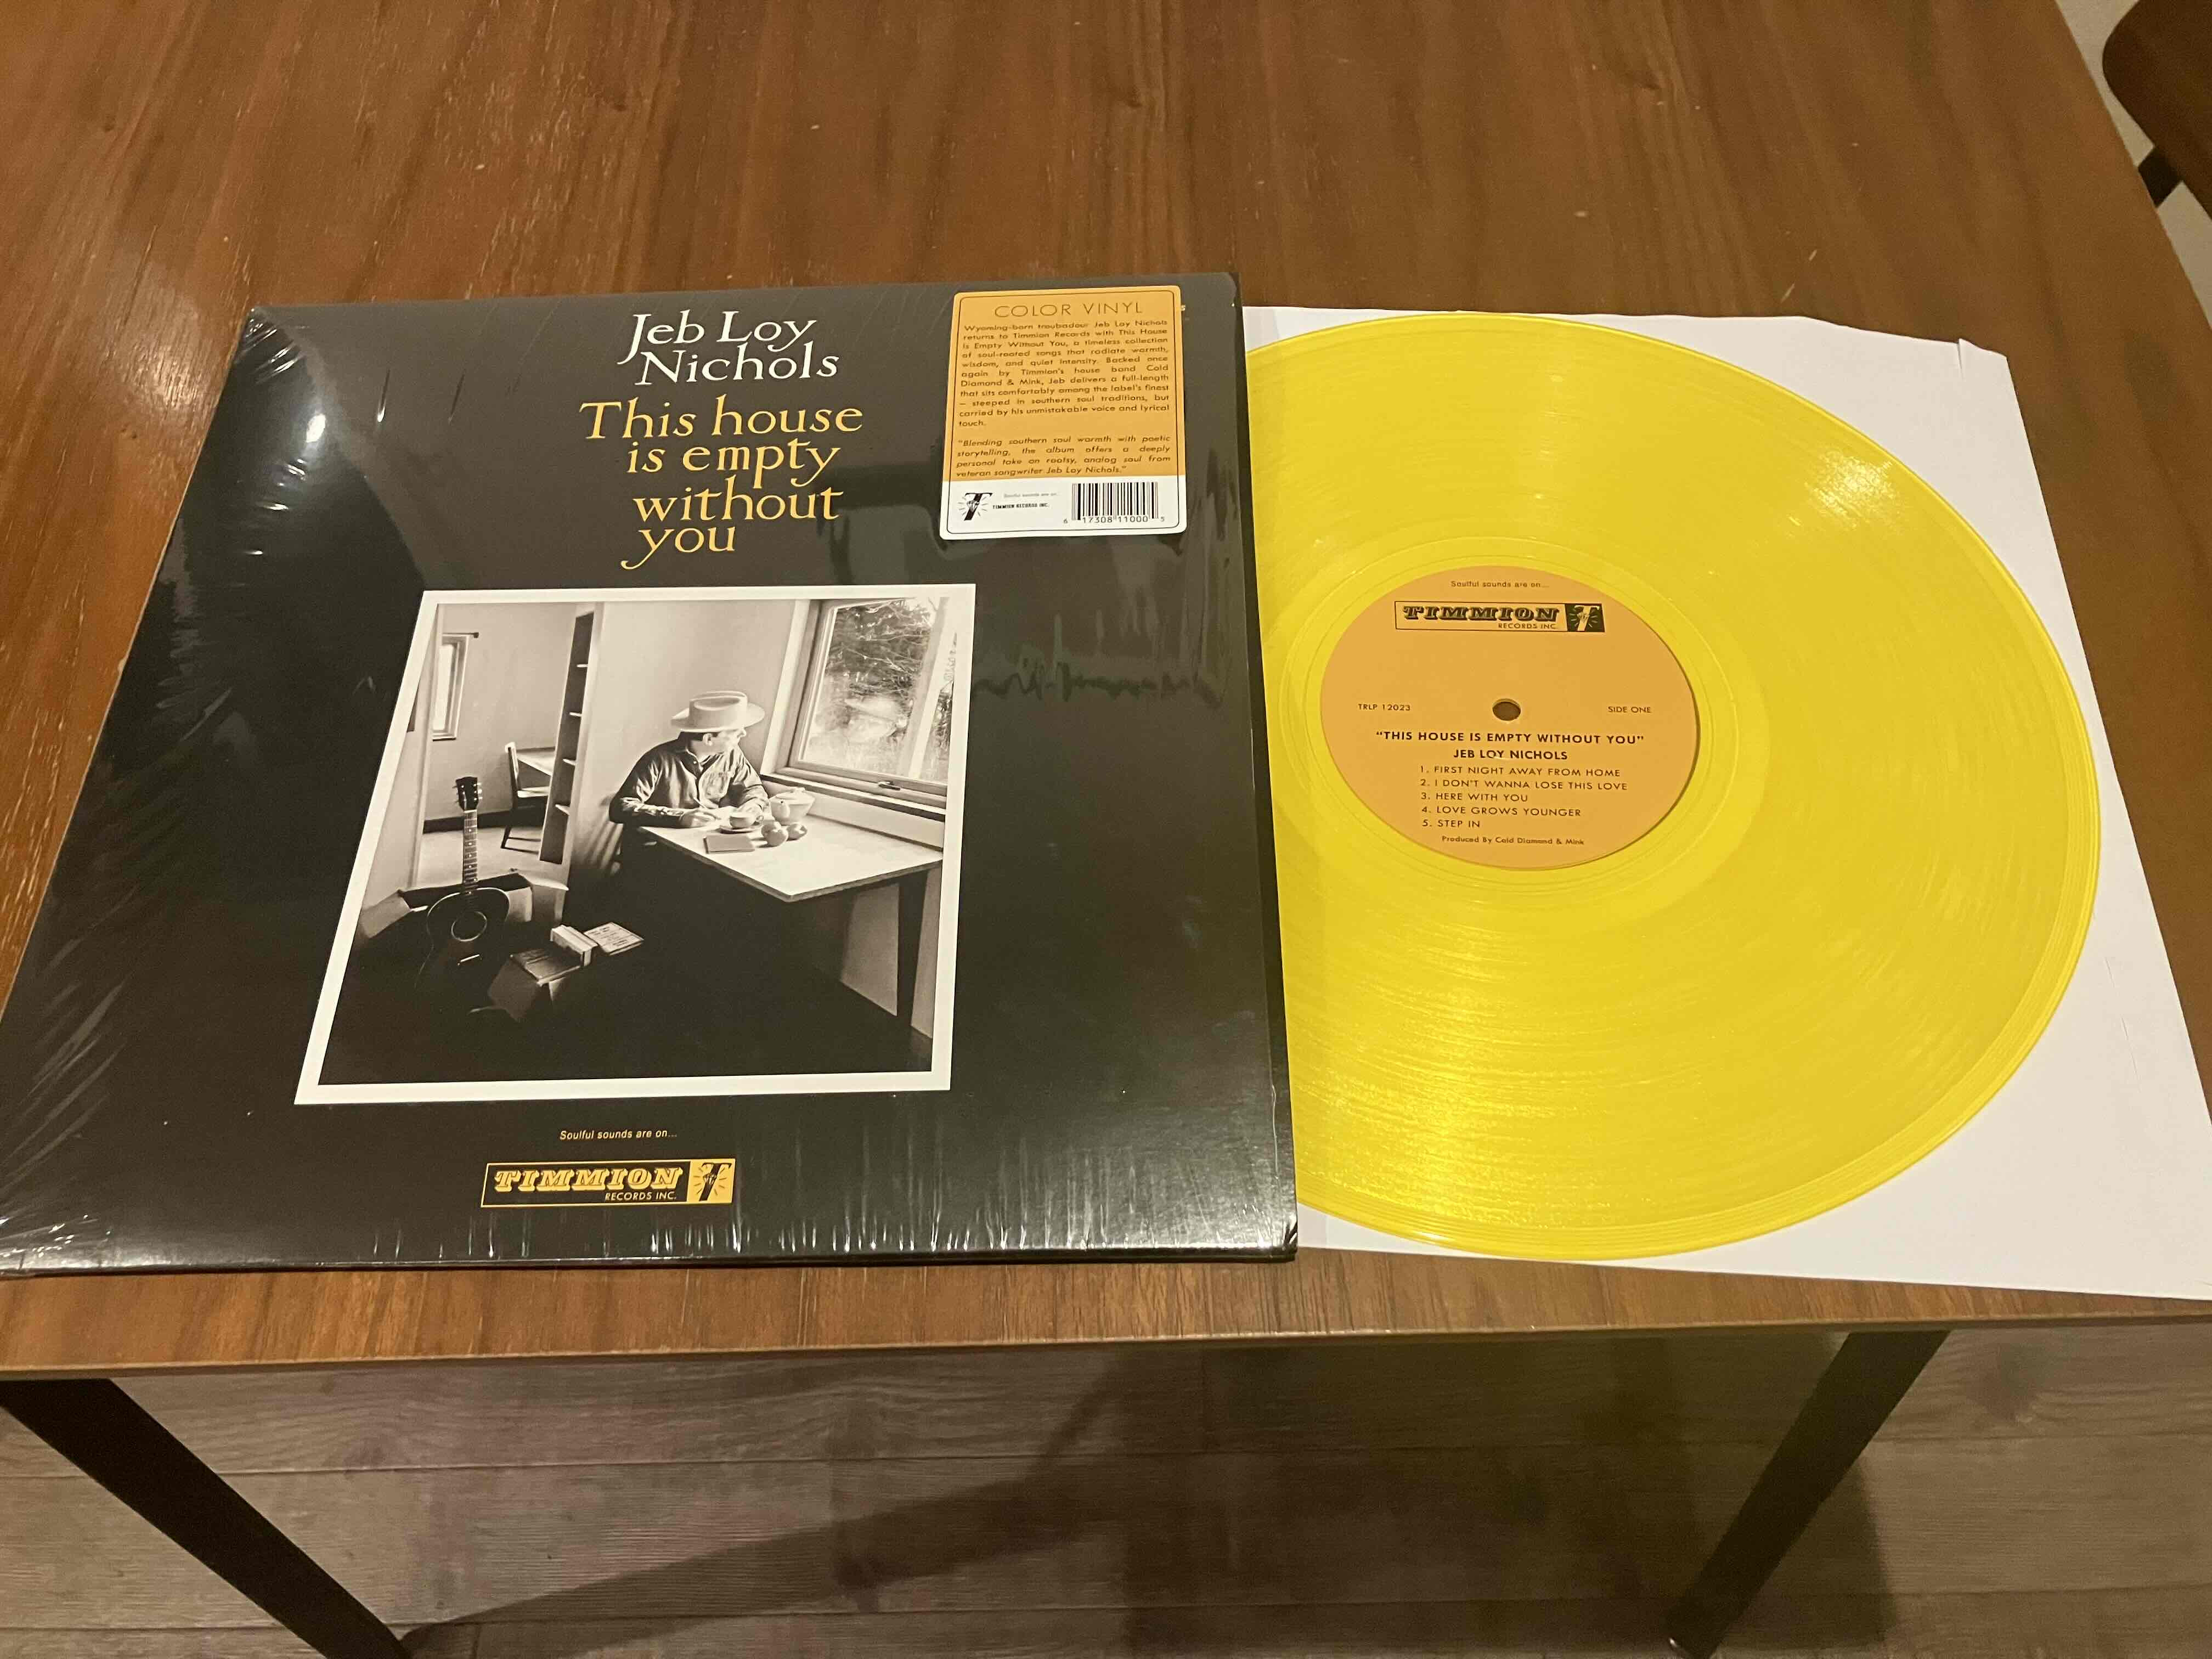 Jeb Loy
Nichols
This house
is empty
without
you
COLOR VINYL
Wyoming-born troubadour Jeb Loy Nichols
returns to Timmion Records with This House
Is Empty Without You, a timeless collection
of soul-rooted songs that radiate warmth,
wisdom, and quiet intensity. Backed once
again by Timmion's house band Cold
Diamond & Mink, Jeb delivers a full-length
that sits comfortably among the label's finest
– steeped in southern soul traditions, but
carried by his unmistakable voice and lyrical
touch.
"Blending southern soul warmth with poetic
storytelling, the album offers a deeply
personal take on rootsy, analog soul from
veteran songwriter Jeb Loy Nichols."
Soulful sounds are on...
TIMMION RECORDS INC.
6 17308 11000 5
Soulful sounds are on...
TIMMION T
RECORDS INC.
Soulful sounds are on...
TIMMION T
RECORDS INC.
TRLP 12023 SIDE ONE
"THIS HOUSE IS EMPTY WITHOUT YOU"
JEB LOY NICHOLS
1. FIRST NIGHT AWAY FROM HOME
2. I DON'T WANNA LOSE THIS LOVE
3. HERE WITH YOU
4. LOVE GROWS YOUNGER
5. STEP IN
Produced By Cold Diamond & Mink